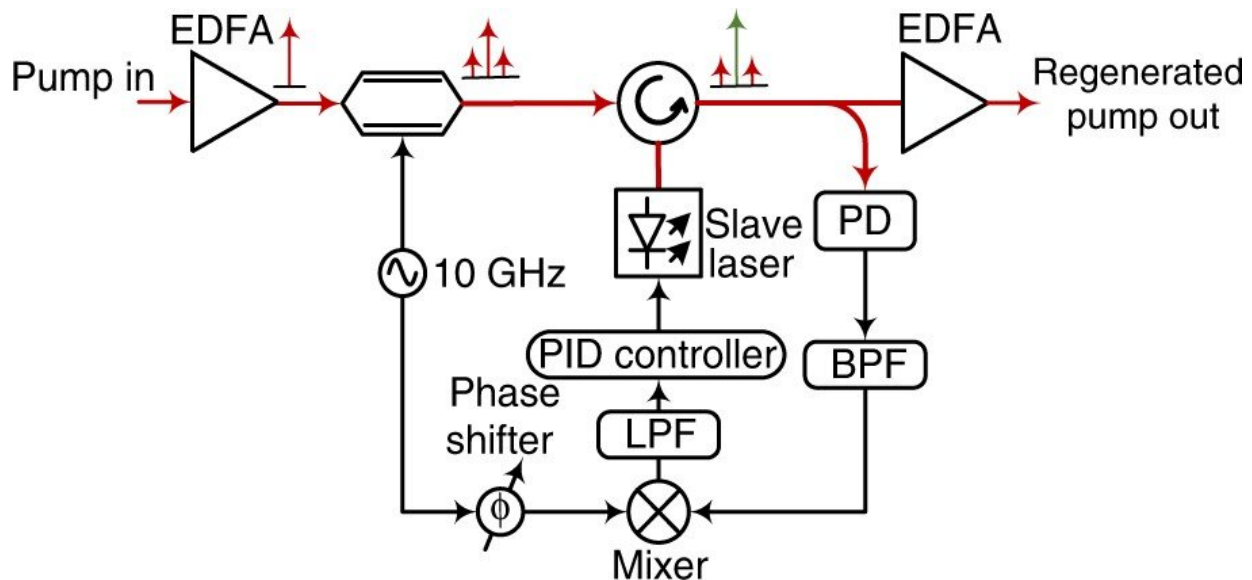 EDFA
EDFA
Pump in
Regenerated
pump out
PD
Slave
laser
10 GHz
PID controller
BPF
Phase
shifter
LPF
ϕ
Mixer